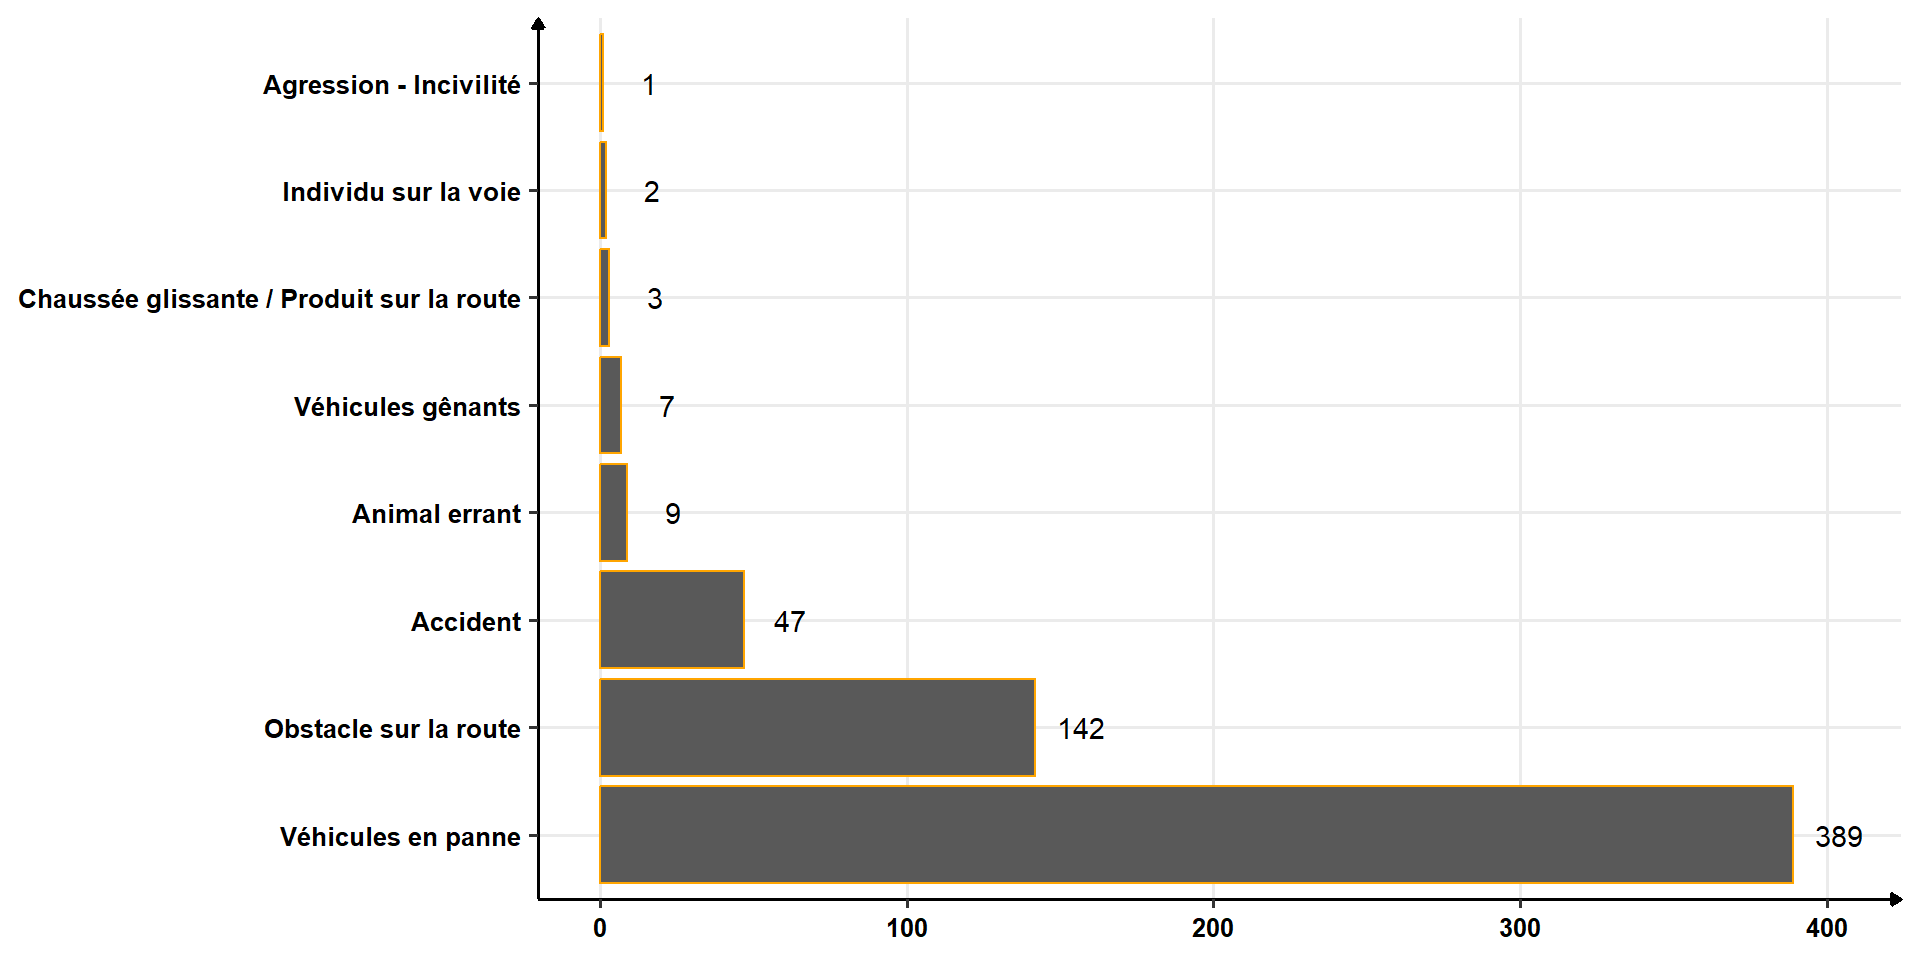 Agression - Incivilité 1
Individu sur la voie 2
Chaussée glissante / Produit sur la route 3
Véhicules gênants 7
Animal errant 9
Accident 47
Obstacle sur la route 142
Véhicules en panne 389
0 100 200 300 400